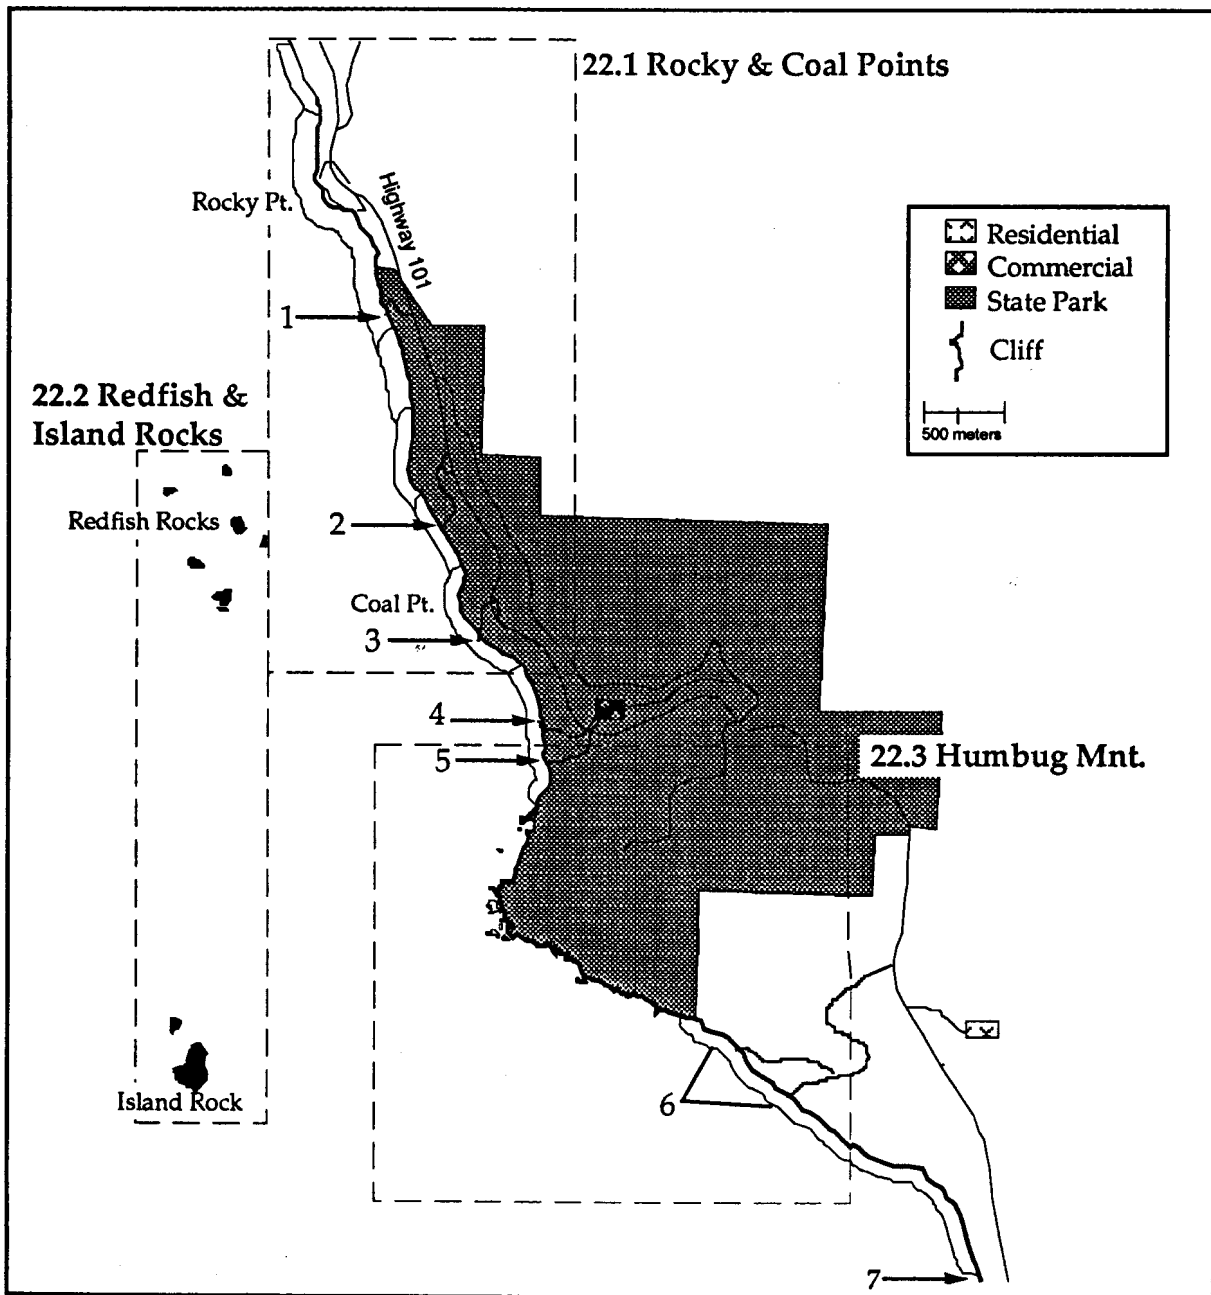 22.1 Rocky & Coal Points
Rocky Pt.
Highway 101
Residential
Commercial
State Park
Cliff
500 meters
1
22.2 Redfish &
Island Rocks
Redfish Rocks
2
Coal Pt.
3
4
5
22.3 Humbug Mnt.
Island Rock
6
7